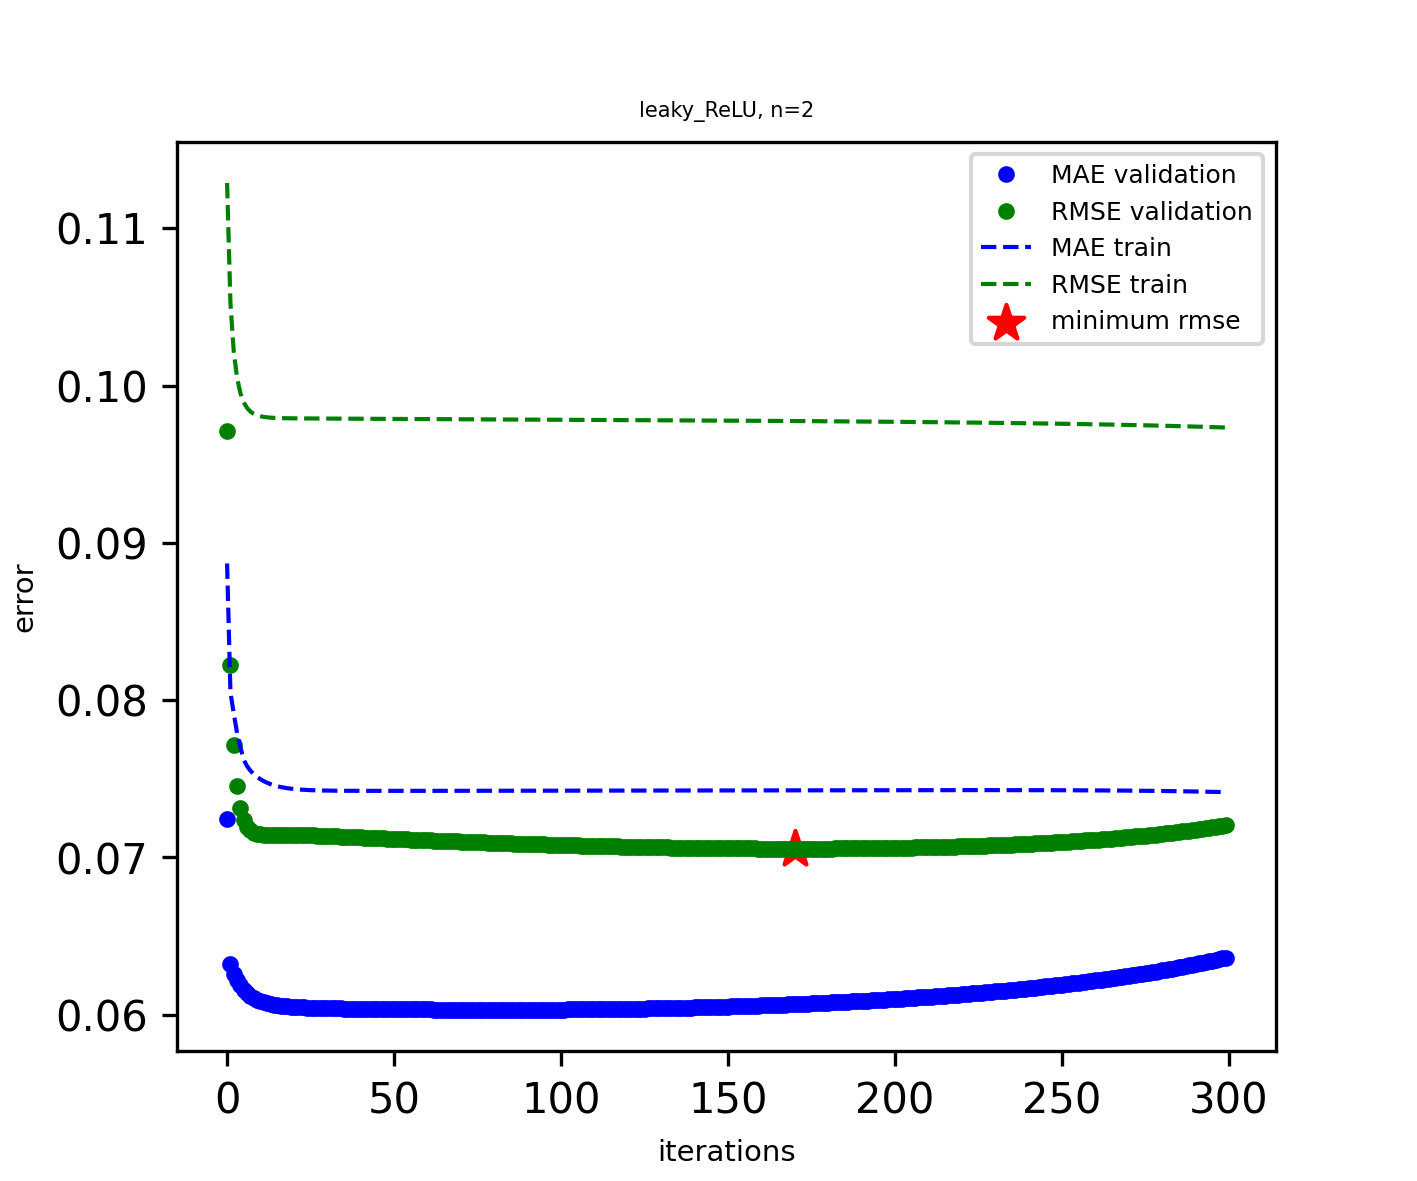 leaky_ReLU, n=2
MAE validation
RMSE validation
MAE train
RMSE train
minimum rmse
error
0.11
0.10
0.09
0.08
0.07
0.06
0 50 100 150 200 250 300
iterations